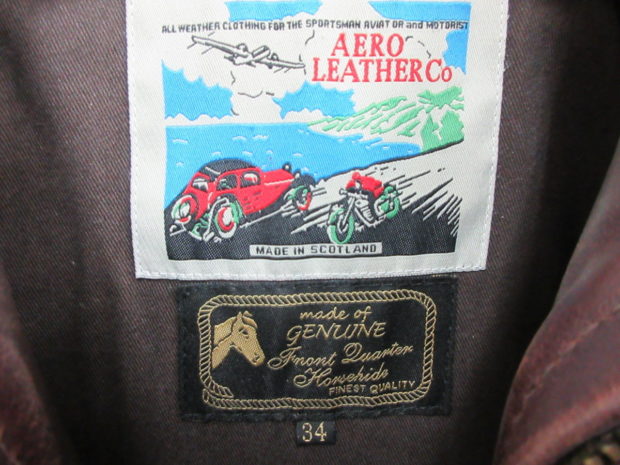 ALL WEATHER CLOTHING FOR THE SPORTSMAN AVIATOR and MOTORIST
AERO
LEATHER Co
MADE IN SCOTLAND
made of
GENUINE
Front Quarter
Horsehide
FINEST QUALITY
34